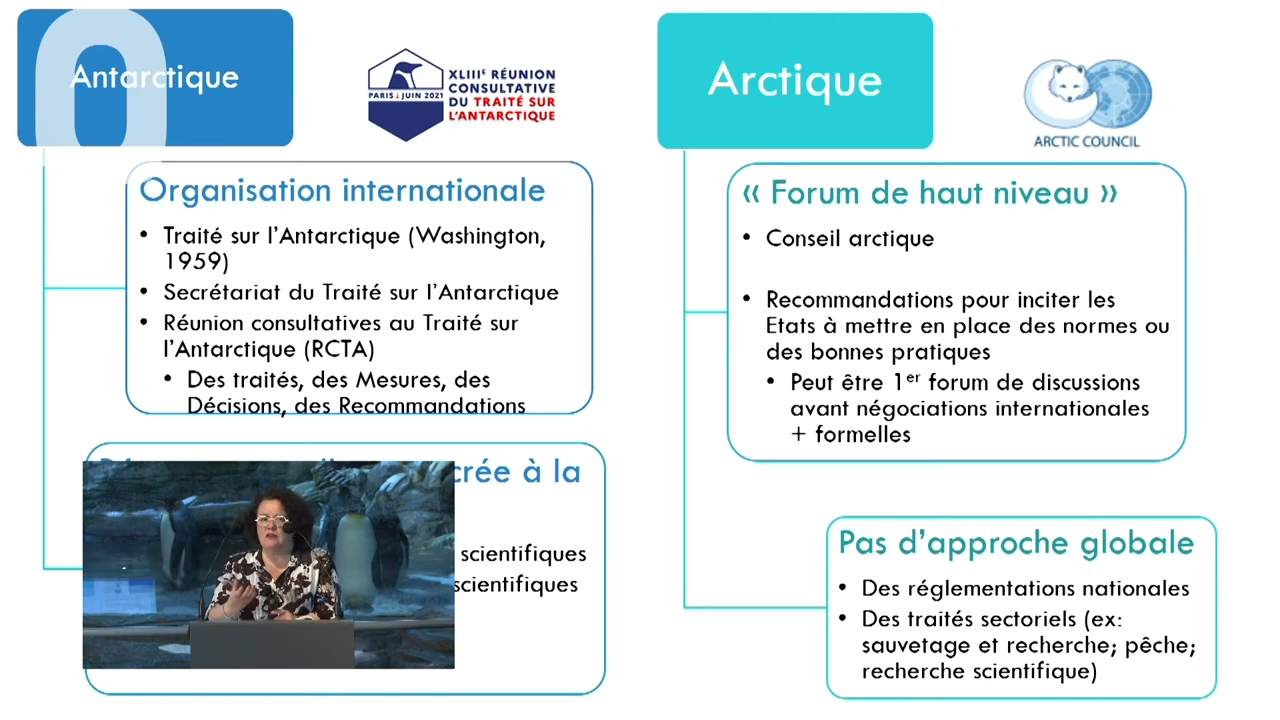 Antarctique
XLIIIᴱ RÉUNION
CONSULTATIVE
DU TRAITÉ SUR
L'ANTARCTIQUE
PARIS JUIN 2021
Organisation internationale
• Traité sur l'Antarctique (Washington,
1959)
• Secrétariat du Traité sur l'Antarctique
• Réunion consultatives au Traité sur
l'Antarctique (RCTA)
• Des traités, des Mesures, des
Décisions, des Recommandations
crée à la
scientifiques
scientifiques
Arctique
ARCTIC COUNCIL
« Forum de haut niveau »
• Conseil arctique
• Recommandations pour inciter les
Etats à mettre en place des normes ou
des bonnes pratiques
• Peut être 1ᵉʳ forum de discussions
avant négociations internationales
+ formelles
Pas d'approche globale
• Des réglementations nationales
• Des traités sectoriels (ex:
sauvetage et recherche; pêche;
recherche scientifique)